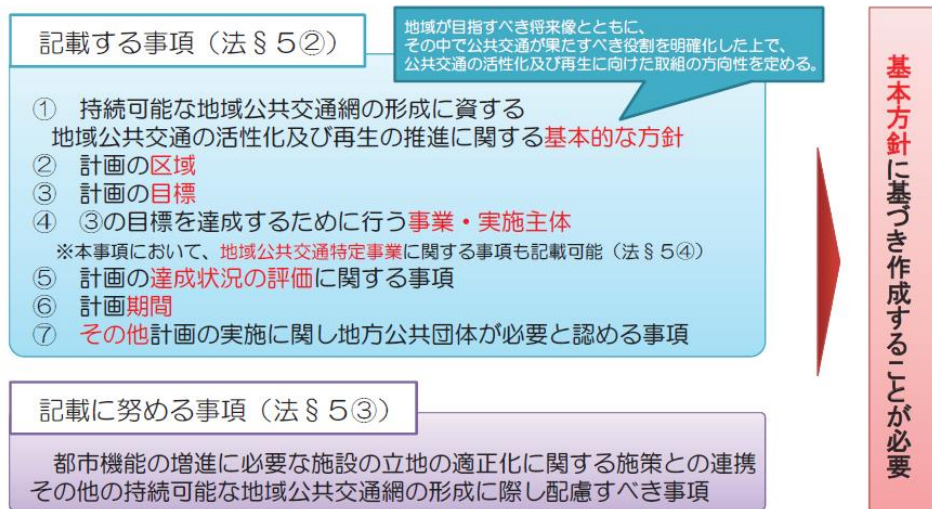 記載する事項（法§５②）
地域が目指すべき将来像とともに、
その中で公共交通が果たすべき役割を明確化した上で、
公共交通の活性化及び再生に向けた取組の方向性を定める。
① 持続可能な地域公共交通網の形成に資する
地域公共交通の活性化及び再生の推進に関する基本的な方針
② 計画の区域
③ 計画の目標
④ ③の目標を達成するために行う事業・実施主体
※本事項において、地域公共交通特定事業に関する事項も記載可能（法§５④）
⑤ 計画の達成状況の評価に関する事項
⑥ 計画期間
⑦ その他計画の実施に関し地方公共団体が必要と認める事項
記載に努める事項（法§５③）
都市機能の増進に必要な施設の立地の適正化に関する施策との連携
その他の持続可能な地域公共交通網の形成に際し配慮すべき事項
基本方針に基づき作成することが必要